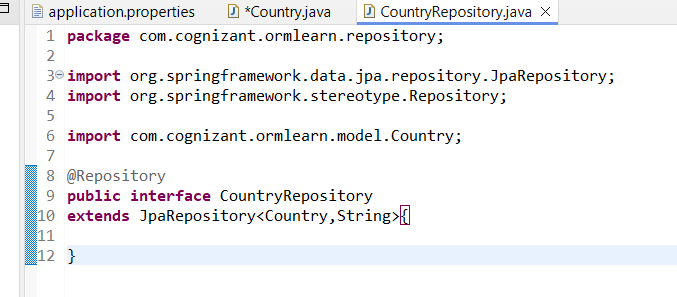 application.properties *Country.java CountryRepository.java
1 package com.cognizant.ormlearn.repository;
2
3 import org.springframework.data.jpa.repository.JpaRepository;
4 import org.springframework.stereotype.Repository;
5
6 import com.cognizant.ormlearn.model.Country;
7
8 @Repository
9 public interface CountryRepository
10 extends JpaRepository<Country,String>{
11
12 }